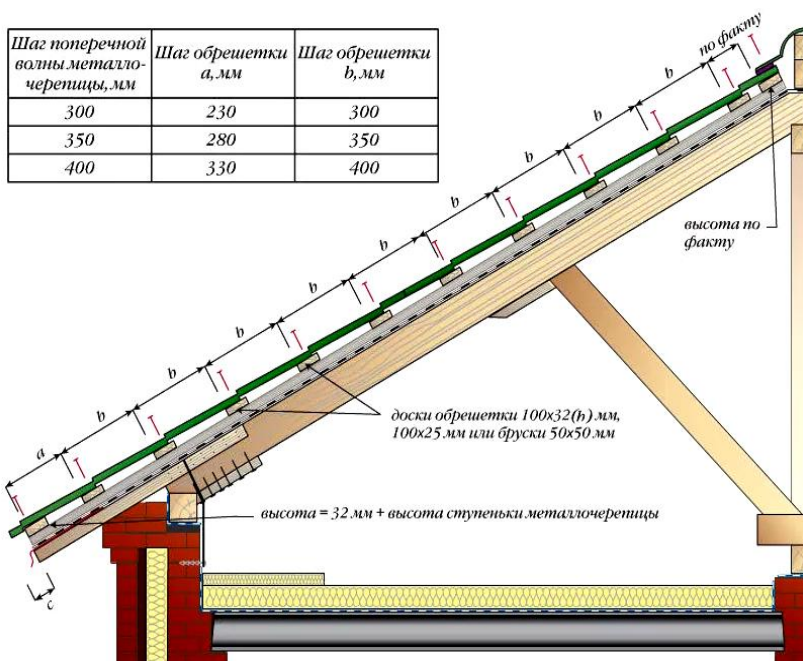 Шаг поперечной
волны металло-
черепицы, мм
Шаг обрешетки
а, мм
Шаг обрешетки
b, мм
300
230
300
350
280
350
400
330
400
по факту
b
b
b
b
b
b
b
b
b
a
c
высота по
факту
доски обрешетки 100х32(h) мм,
100х25 мм или бруски 50х50 мм
высота = 32 мм + высота ступеньки металлочерепицы